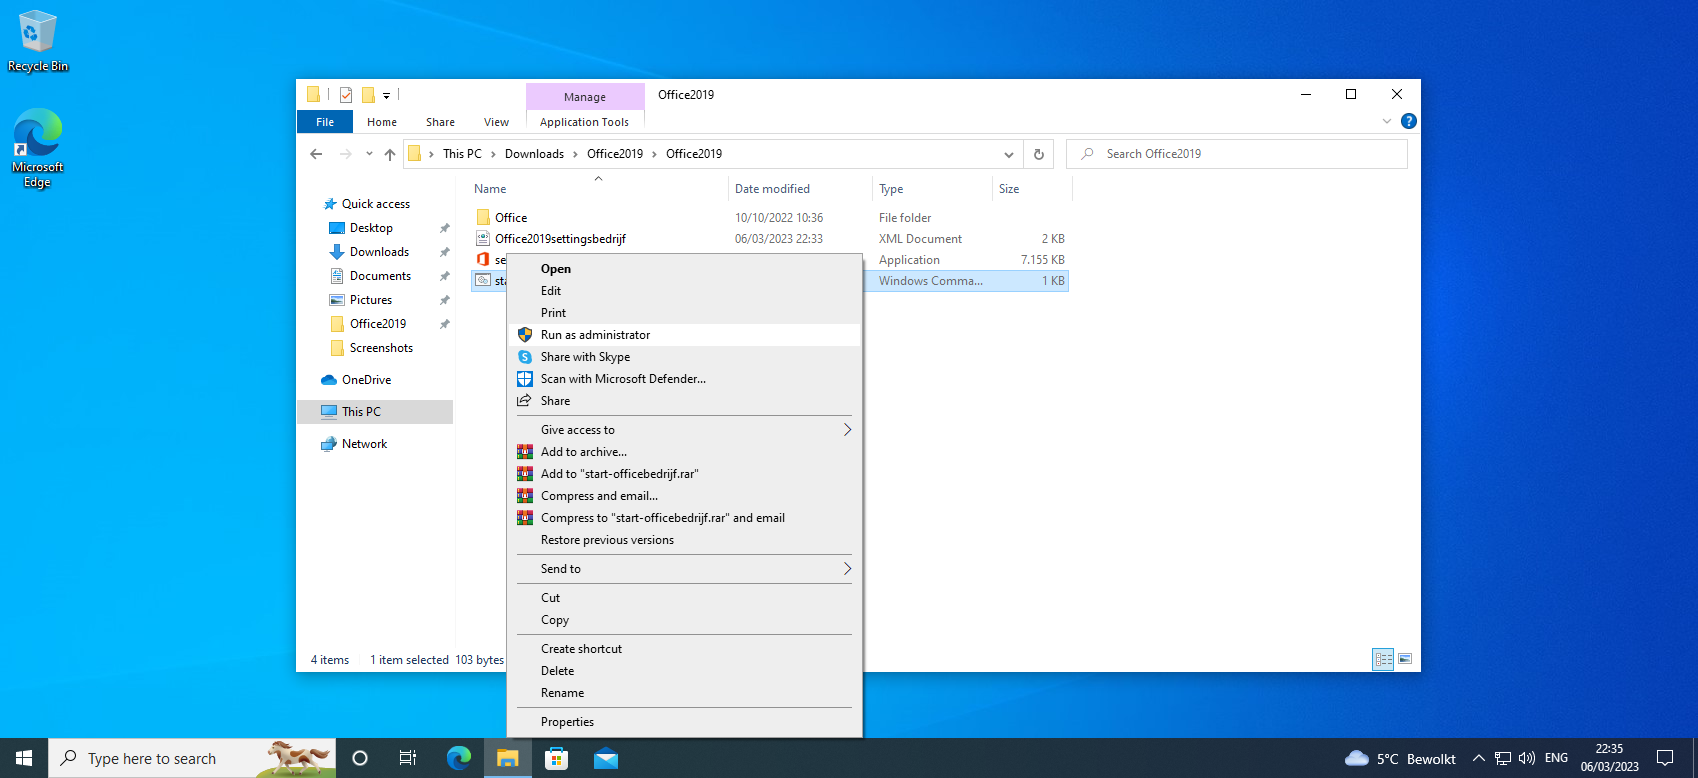 Recycle Bin
Microsoft
Edge
Manage
Office2019
File
Home
Share
View
Application Tools
This PC
Downloads
Office2019
Office2019
Search Office2019
Name
Date modified
Type
Size
Quick access
Desktop
Downloads
Documents
Pictures
Office2019
Screenshots
OneDrive
This PC
Network
Office
10/10/2022 10:36
File folder
Office2019settingsbedrijf
06/03/2023 22:33
XML Document
2 KB
se
Application
7.155 KB
sta
Windows Comma...
1 KB
Open
Edit
Print
Run as administrator
Share with Skype
Scan with Microsoft Defender...
Share
Give access to
Add to archive...
Add to "start-officebedrijf.rar"
Compress and email...
Compress to "start-officebedrijf.rar" and email
Restore previous versions
Send to
Cut
Copy
Create shortcut
Delete
Rename
Properties
4 items
1 item selected
103 bytes
Type here to search
5°C Bewolkt
ENG
22:35
06/03/2023